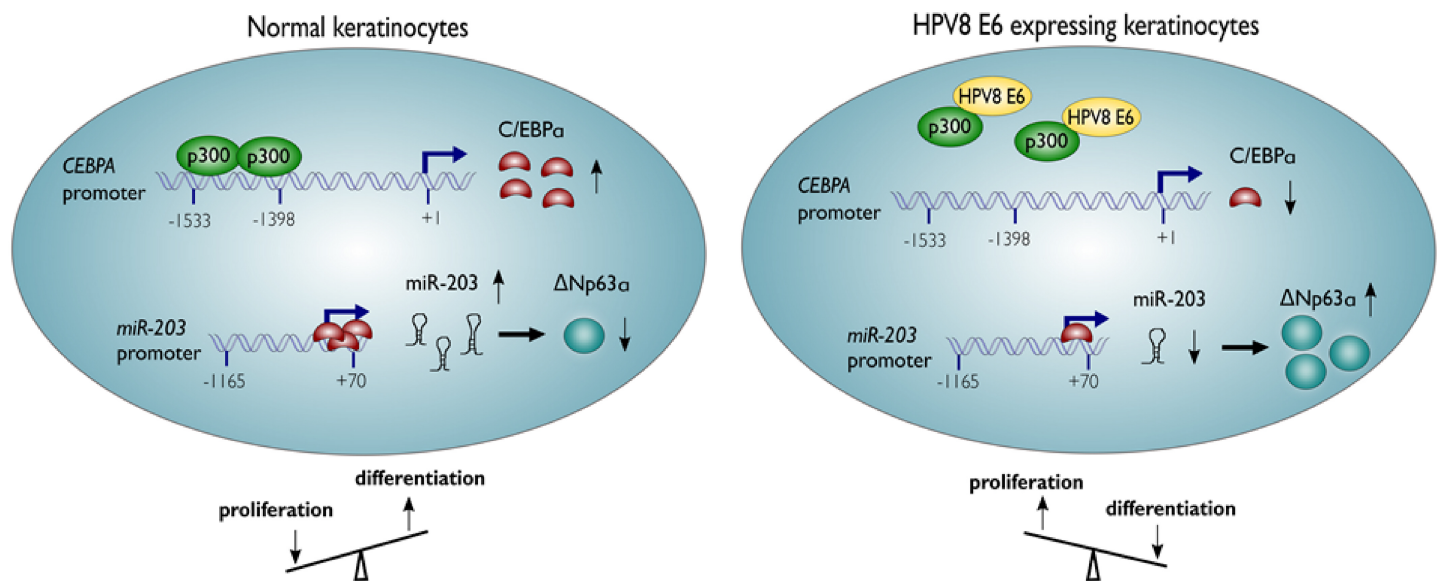 Normal keratinocytes
p300
p300
CEBPA
promoter
-1533
-1398
+1
C/EBPα
miR-203
promoter
-1165
+70
miR-203
ΔNp63α
differentiation
proliferation
HPV8 E6 expressing keratinocytes
HPV8 E6
p300
HPV8 E6
p300
CEBPA
promoter
-1533
-1398
+1
C/EBPα
miR-203
promoter
-1165
+70
miR-203
ΔNp63α
proliferation
differentiation